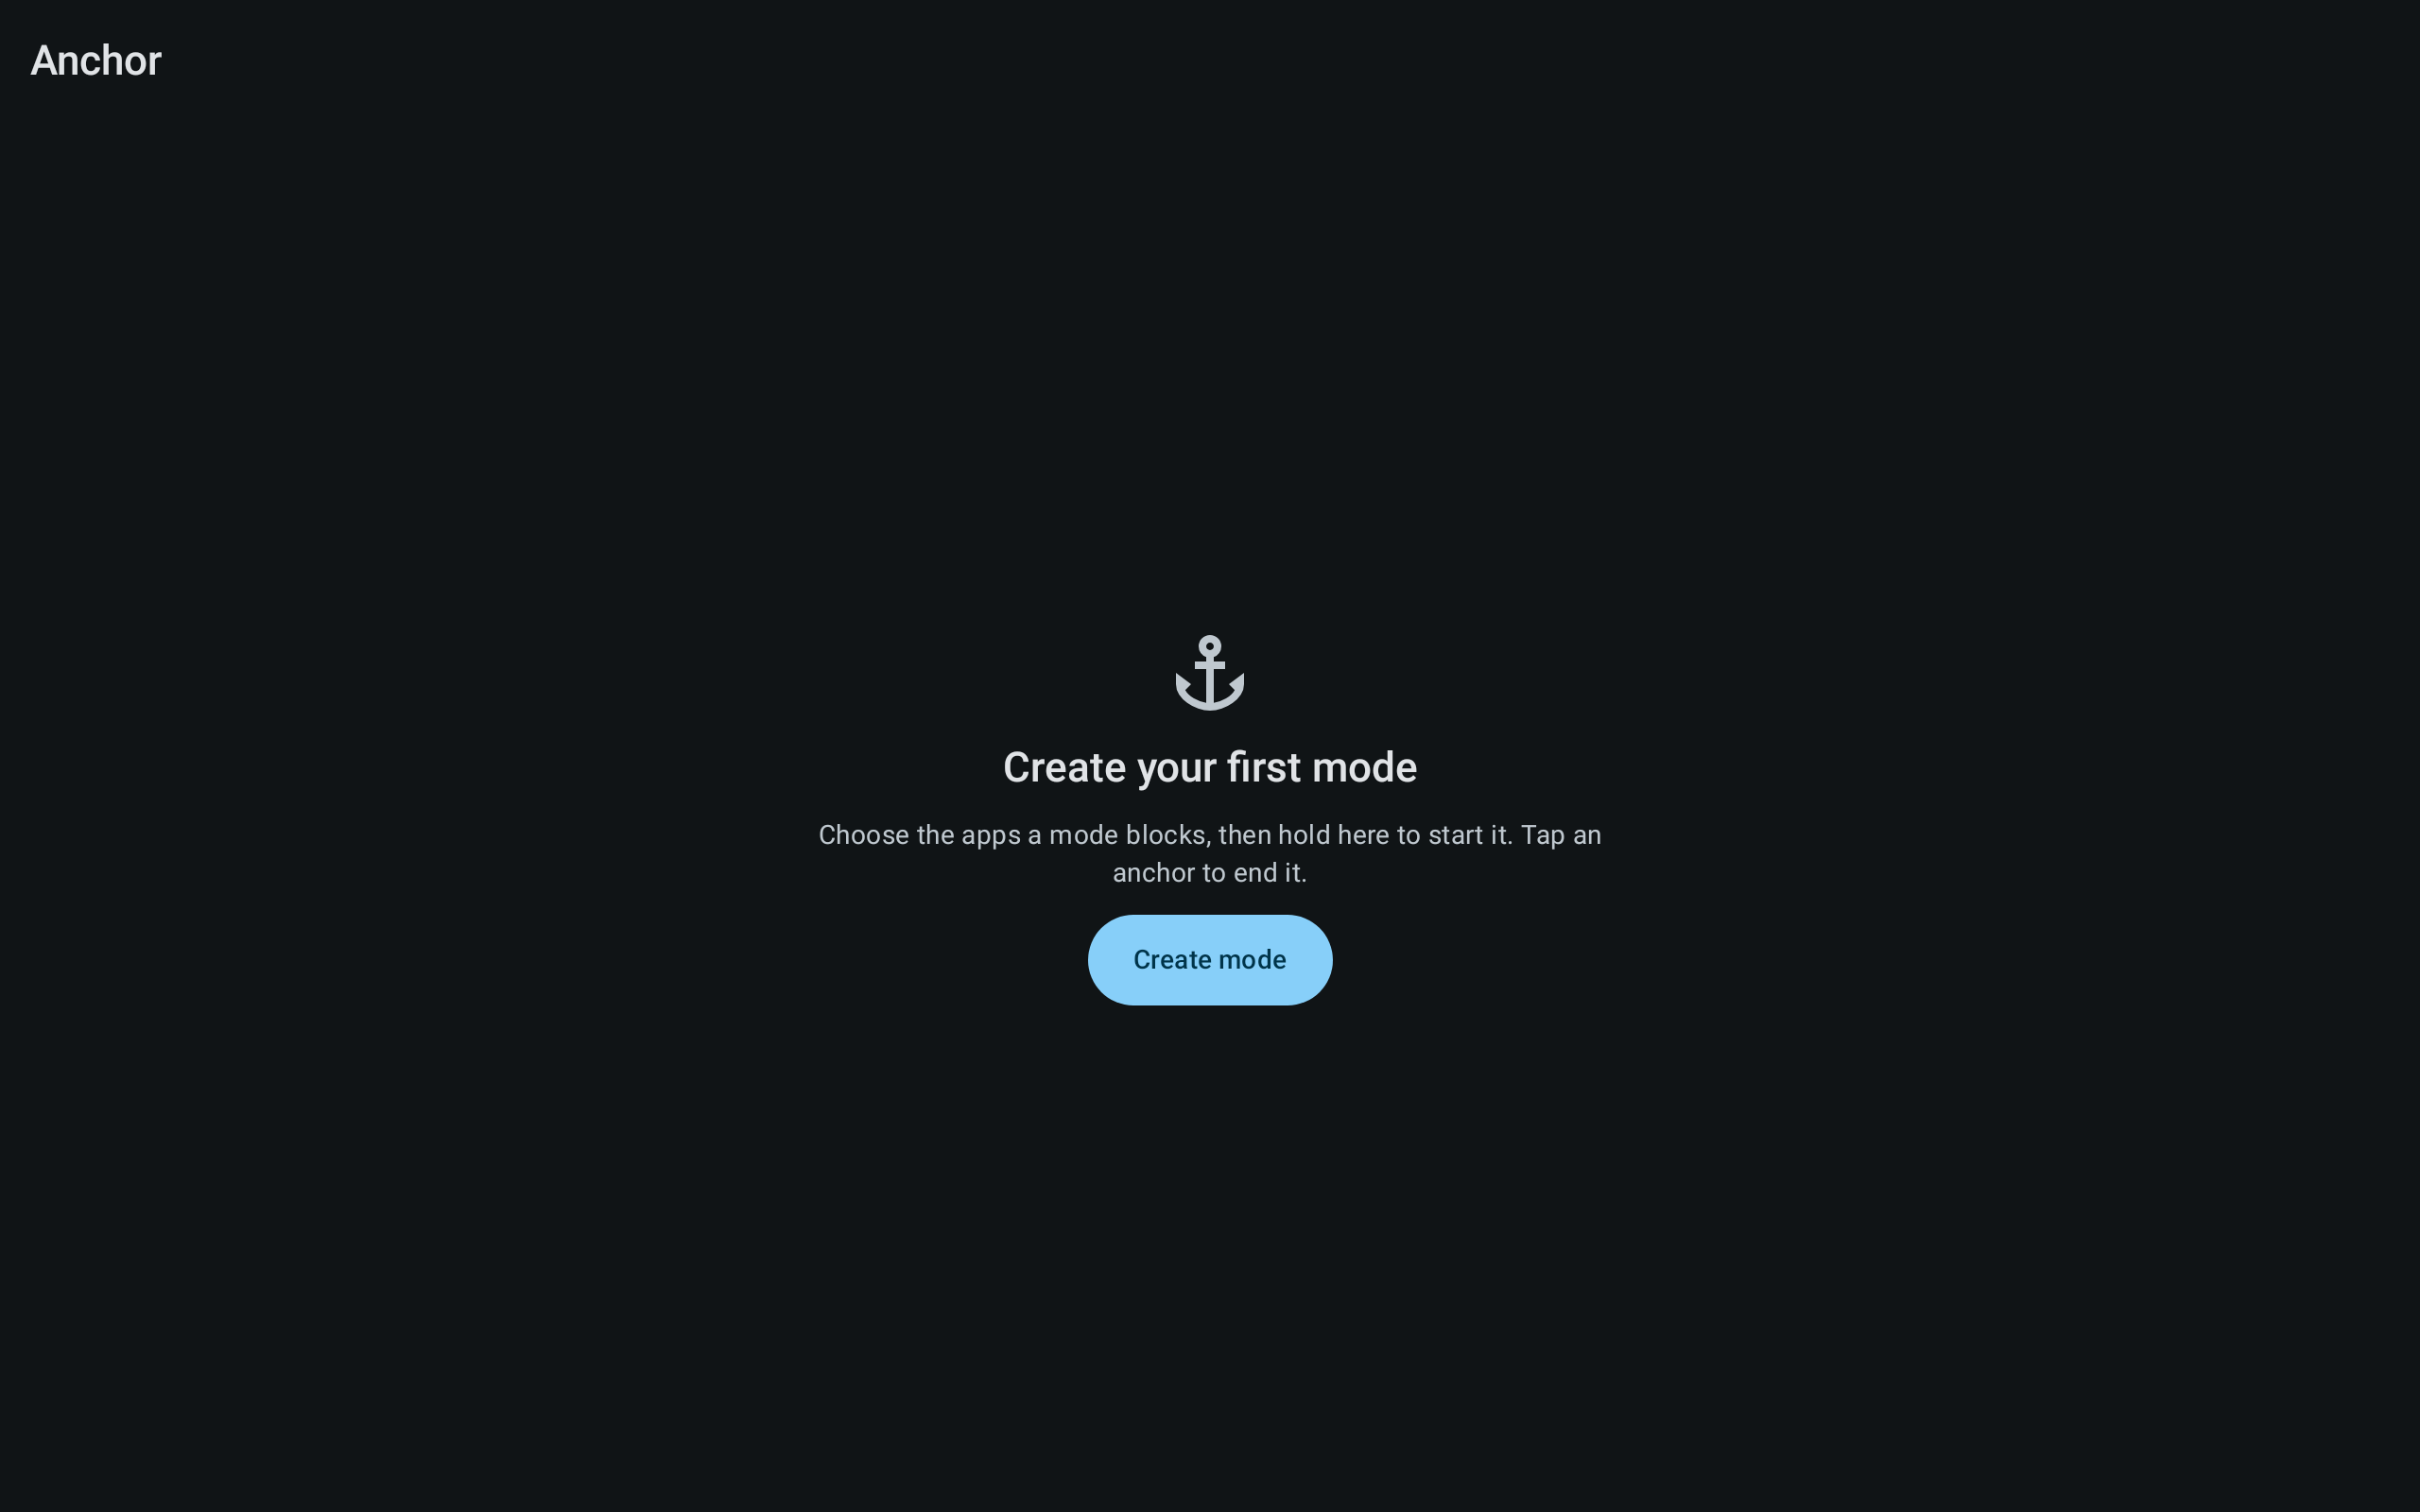 Anchor
Create your first mode
Choose the apps a mode blocks, then hold here to start it. Tap an
anchor to end it.
Create mode